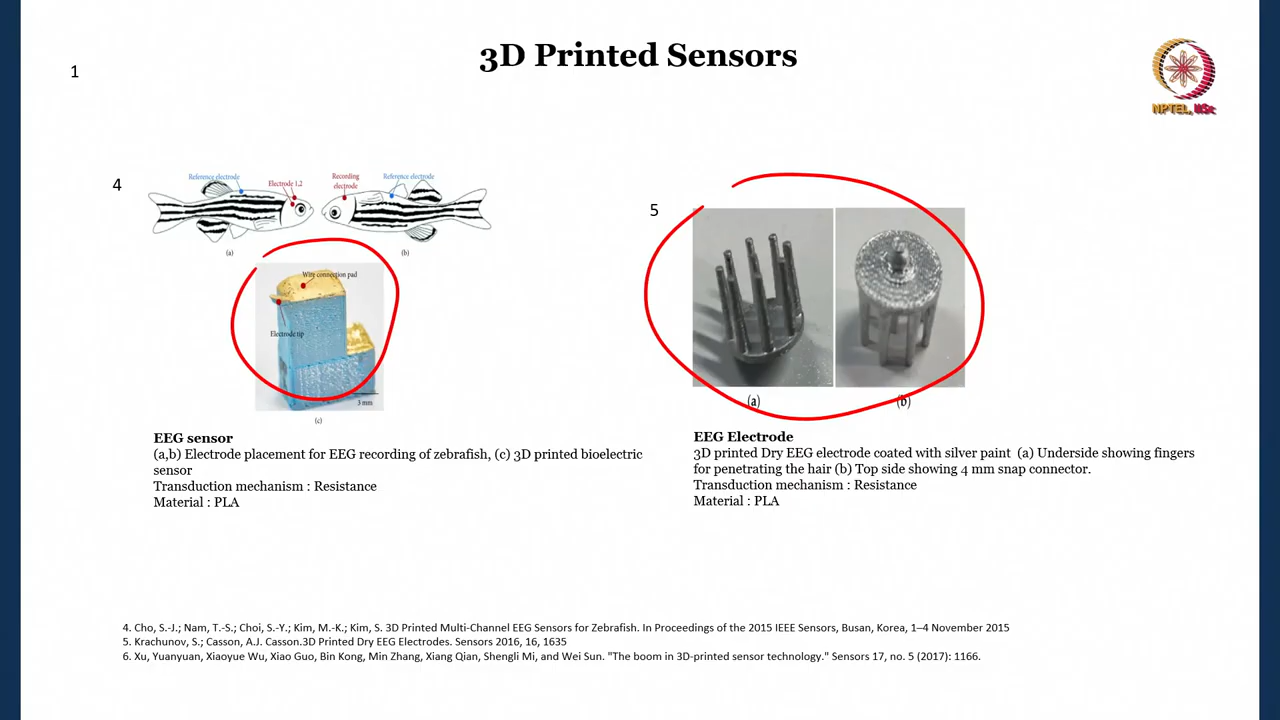 3D Printed Sensors
1
NPTEL, IISc
4
Reference electrode
Electrode 1,2
Recording
electrode
Reference electrode
(a)
(b)
Wire connection pad
Electrode tip
3 mm
(c)
EEG sensor
(a,b) Electrode placement for EEG recording of zebrafish, (c) 3D printed bioelectric
sensor
Transduction mechanism : Resistance
Material : PLA
5
(a)
(b)
EEG Electrode
3D printed Dry EEG electrode coated with silver paint (a) Underside showing fingers
for penetrating the hair (b) Top side showing 4 mm snap connector.
Transduction mechanism : Resistance
Material : PLA
4. Cho, S.-J.; Nam, T.-S.; Choi, S.-Y.; Kim, M.-K.; Kim, S. 3D Printed Multi-Channel EEG Sensors for Zebrafish. In Proceedings of the 2015 IEEE Sensors, Busan, Korea, 1–4 November 2015
5. Krachunov, S.; Casson, A.J. Casson.3D Printed Dry EEG Electrodes. Sensors 2016, 16, 1635
6. Xu, Yuanyuan, Xiaoyue Wu, Xiao Guo, Bin Kong, Min Zhang, Xiang Qian, Shengli Mi, and Wei Sun. "The boom in 3D-printed sensor technology." Sensors 17, no. 5 (2017): 1166.